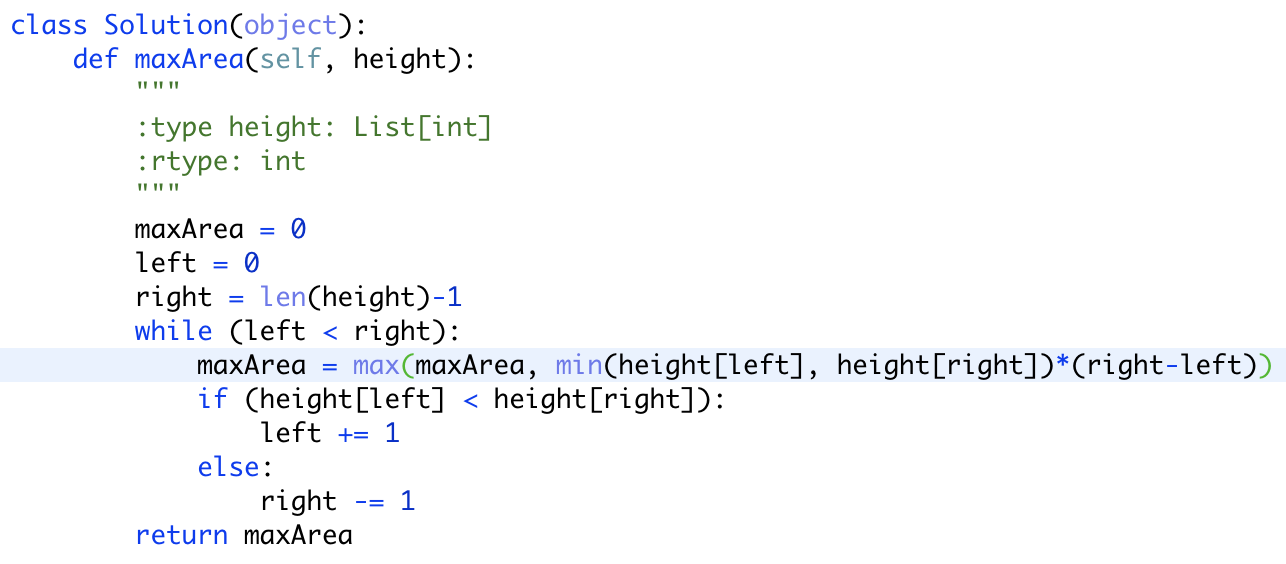 class Solution(object):
    def maxArea(self, height):
        """
        :type height: List[int]
        :rtype: int
        """
        maxArea = 0
        left = 0
        right = len(height)-1
        while (left < right):
            maxArea = max(maxArea, min(height[left], height[right])*(right-left))
            if (height[left] < height[right]):
                left += 1
            else:
                right -= 1
        return maxArea